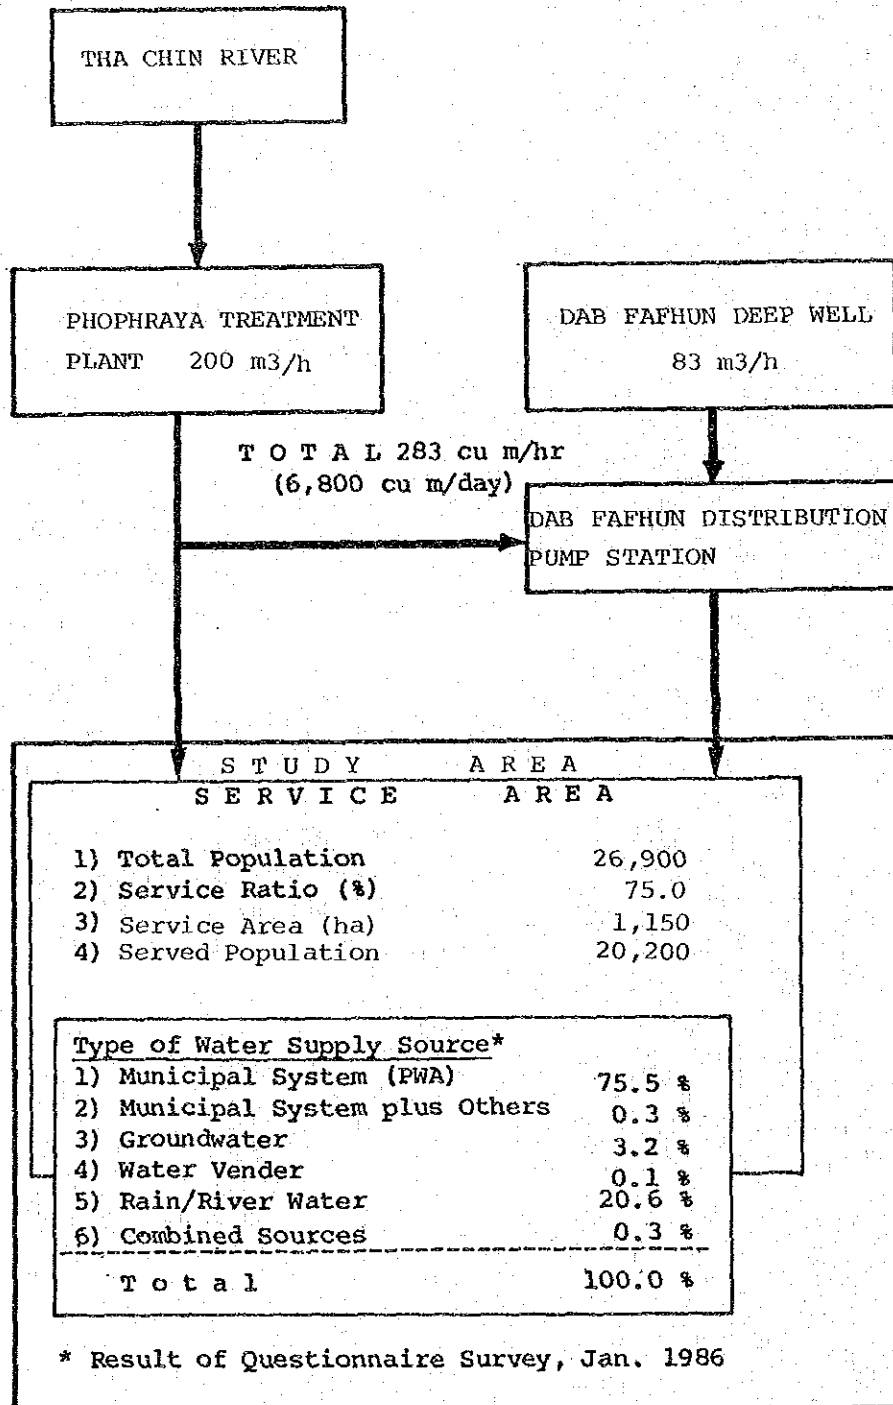 THA CHIN RIVER
PHOPHRAYA TREATMENT
PLANT 200 m3/h
DAB FAFHUN DEEP WELL
83 m3/h
T O T A L 283 cu m/hr
(6,800 cu m/day)
DAB FAFHUN DISTRIBUTION
PUMP STATION
S T U D Y A R E A
S E R V I C E A R E A
1) Total Population 26,900
2) Service Ratio (%) 75.0
3) Service Area (ha) 1,150
4) Served Population 20,200
Type of Water Supply Source*
1) Municipal System (PWA) 75.5 %
2) Municipal System plus Others 0.3 %
3) Groundwater 3.2 %
4) Water Vender 0.1 %
5) Rain/River Water 20.6 %
6) Combined Sources 0.3 %
T o t a l 100.0 %
* Result of Questionnaire Survey, Jan. 1986